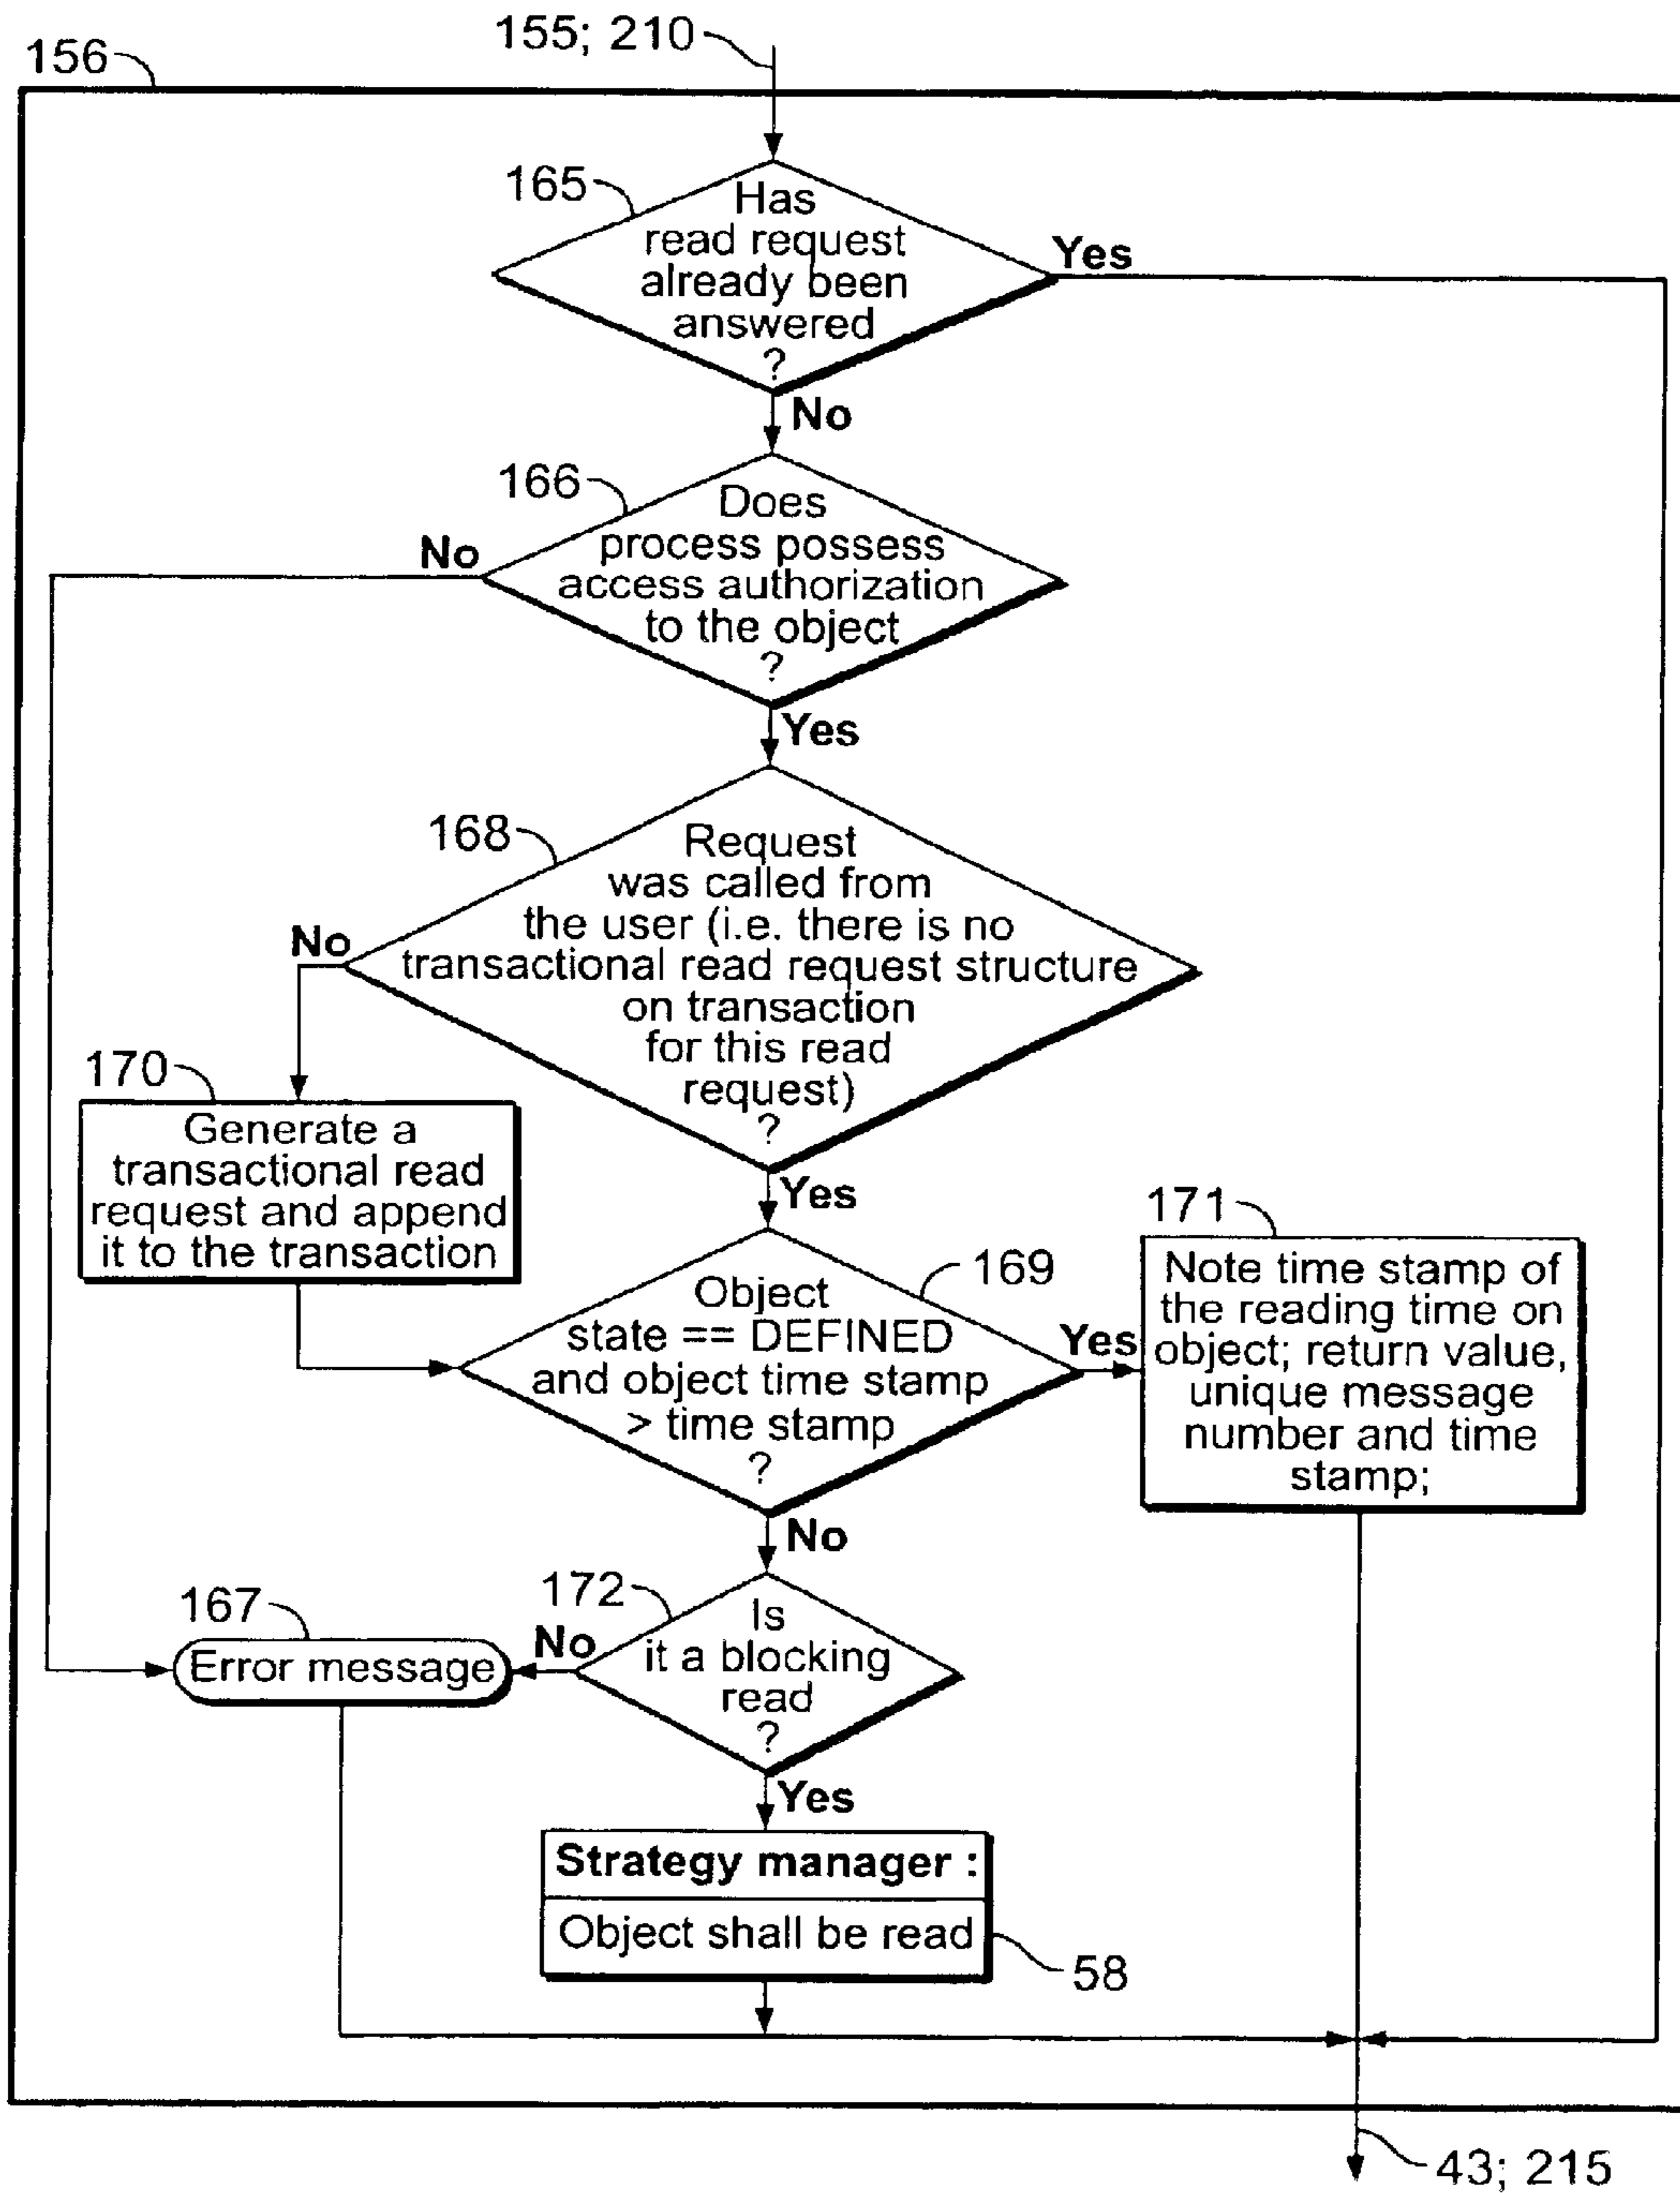 155; 210
156
165
Has
read request
already been
answered
?
Yes
No
166
Does
process possess
access authorization
to the object
?
No
Yes
168
Request
was called from
the user (i.e. there is no
transactional read request structure
on transaction
for this read
request)
?
No
Yes
170
Generate a
transactional read
request and append
it to the transaction
169
Object
state == DEFINED
and object time stamp
> time stamp
?
Yes
No
171
Note time stamp of
the reading time on
object; return value,
unique message
number and time
stamp;
172
Is
it a blocking
read
?
No
Yes
167
Error message
Strategy manager :
Object shall be read
58
43; 215